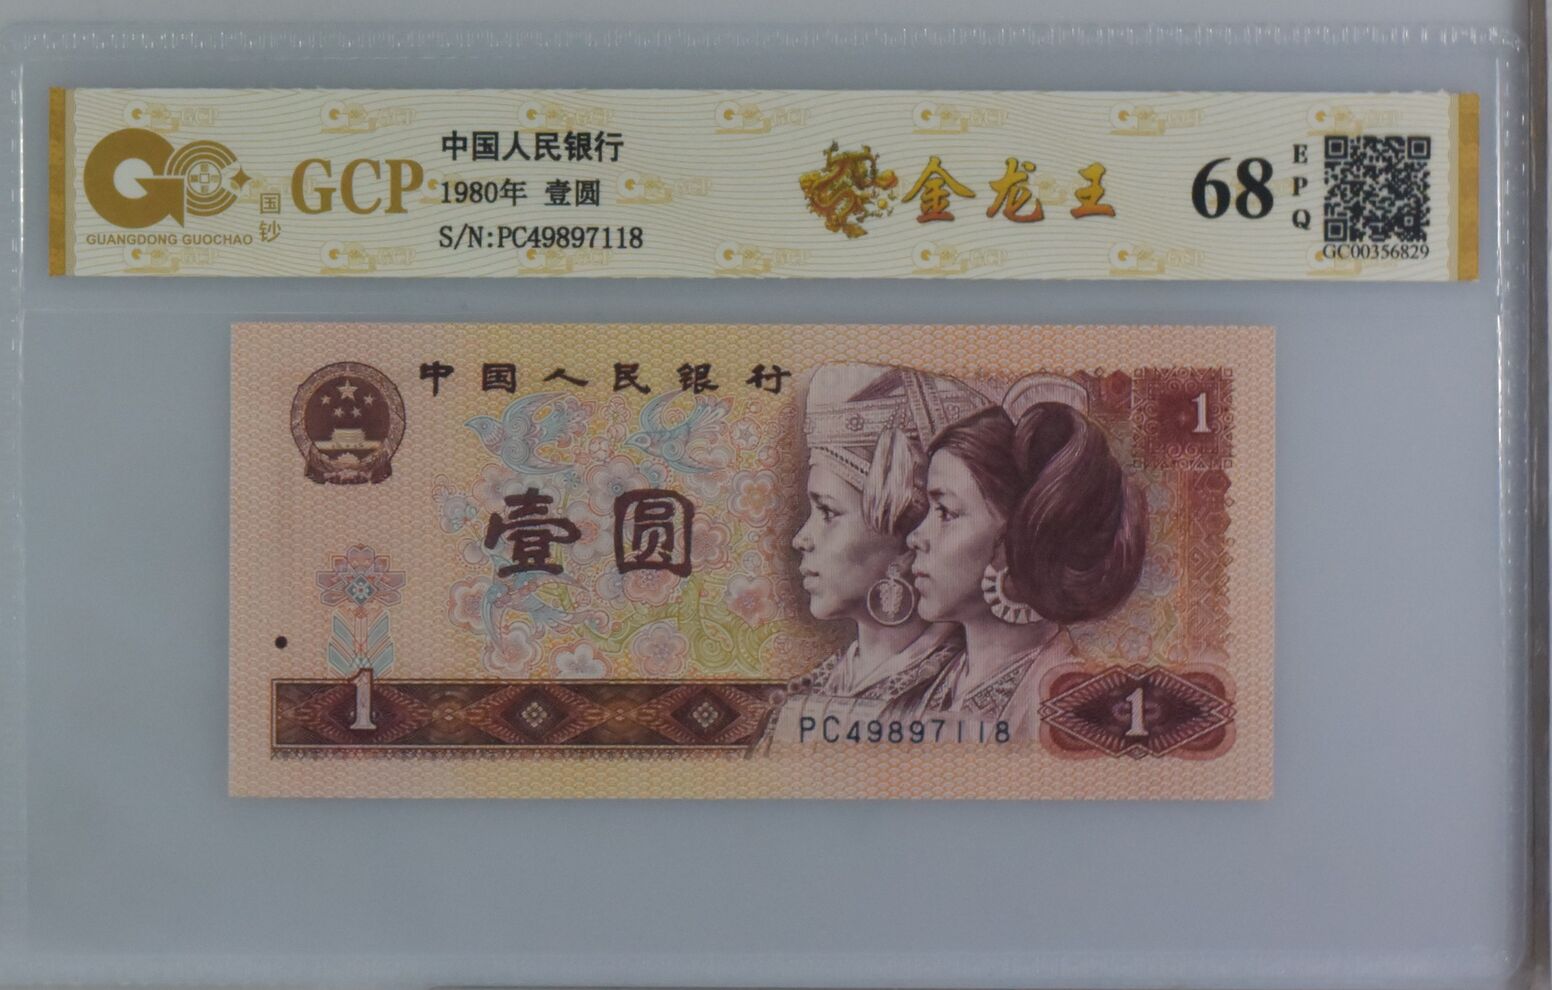 中国人民银行
1980年 壹圆
S/N:PC49897118
GCP
国钞
GUANGDONG GUOCHAO
金龙王
68
EPQ
GC00356829
中国人民银行
1
壹圆
1
PC49897118
1